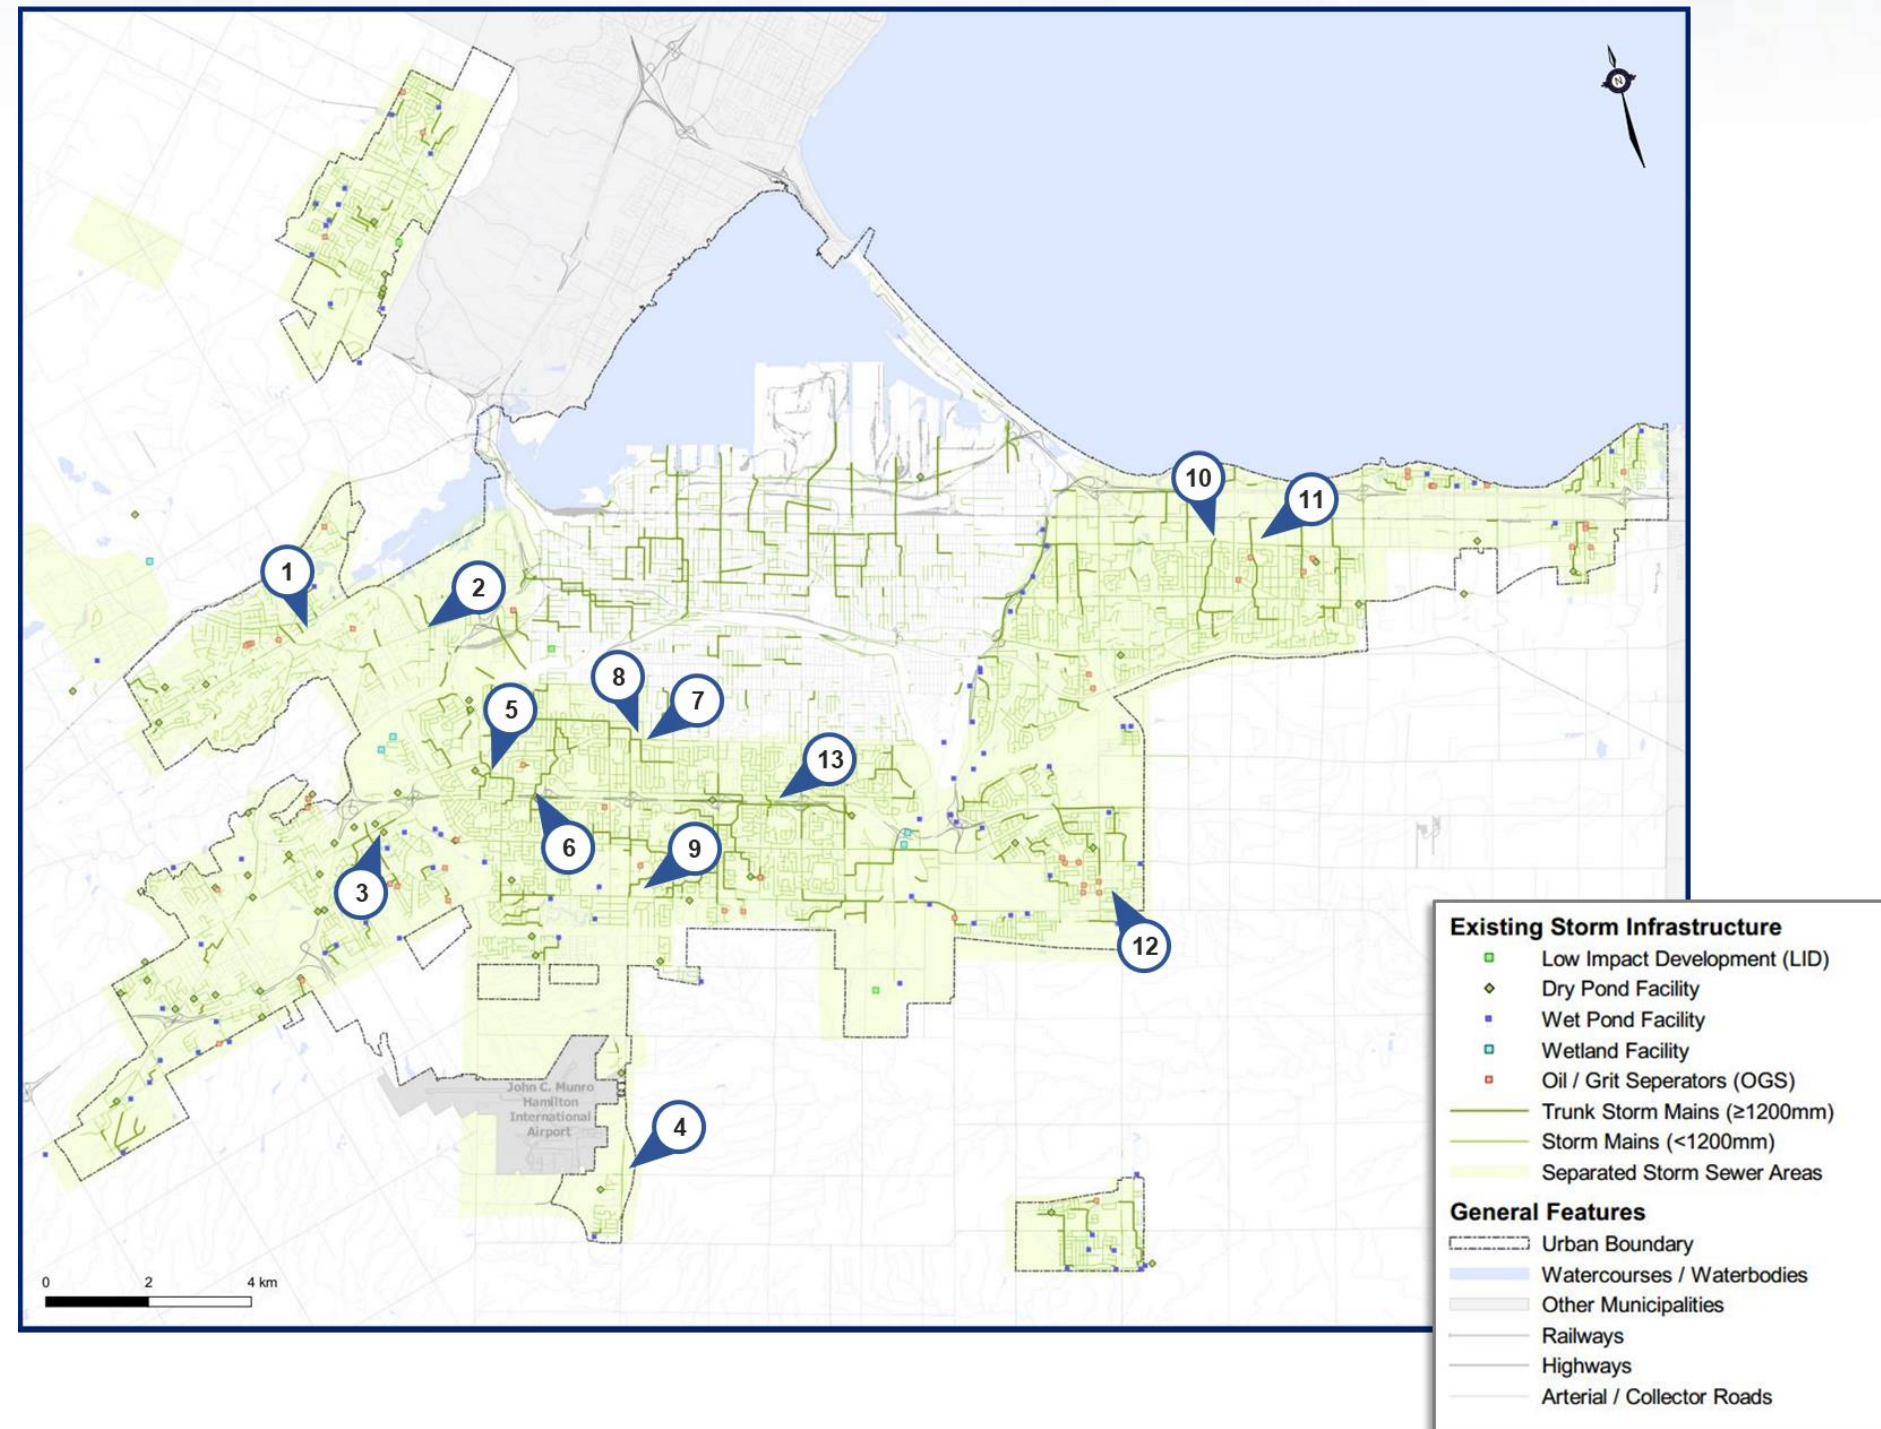 N
10
11
1
2
8
7
5
13
6
9
3
12
John C. Munro
Hamilton
International
Airport
4
0 2 4 km
Existing Storm Infrastructure
Low Impact Development (LID)
Dry Pond Facility
Wet Pond Facility
Wetland Facility
Oil / Grit Seperators (OGS)
Trunk Storm Mains (≥1200mm)
Storm Mains (<1200mm)
Separated Storm Sewer Areas
General Features
Urban Boundary
Watercourses / Waterbodies
Other Municipalities
Railways
Highways
Arterial / Collector Roads